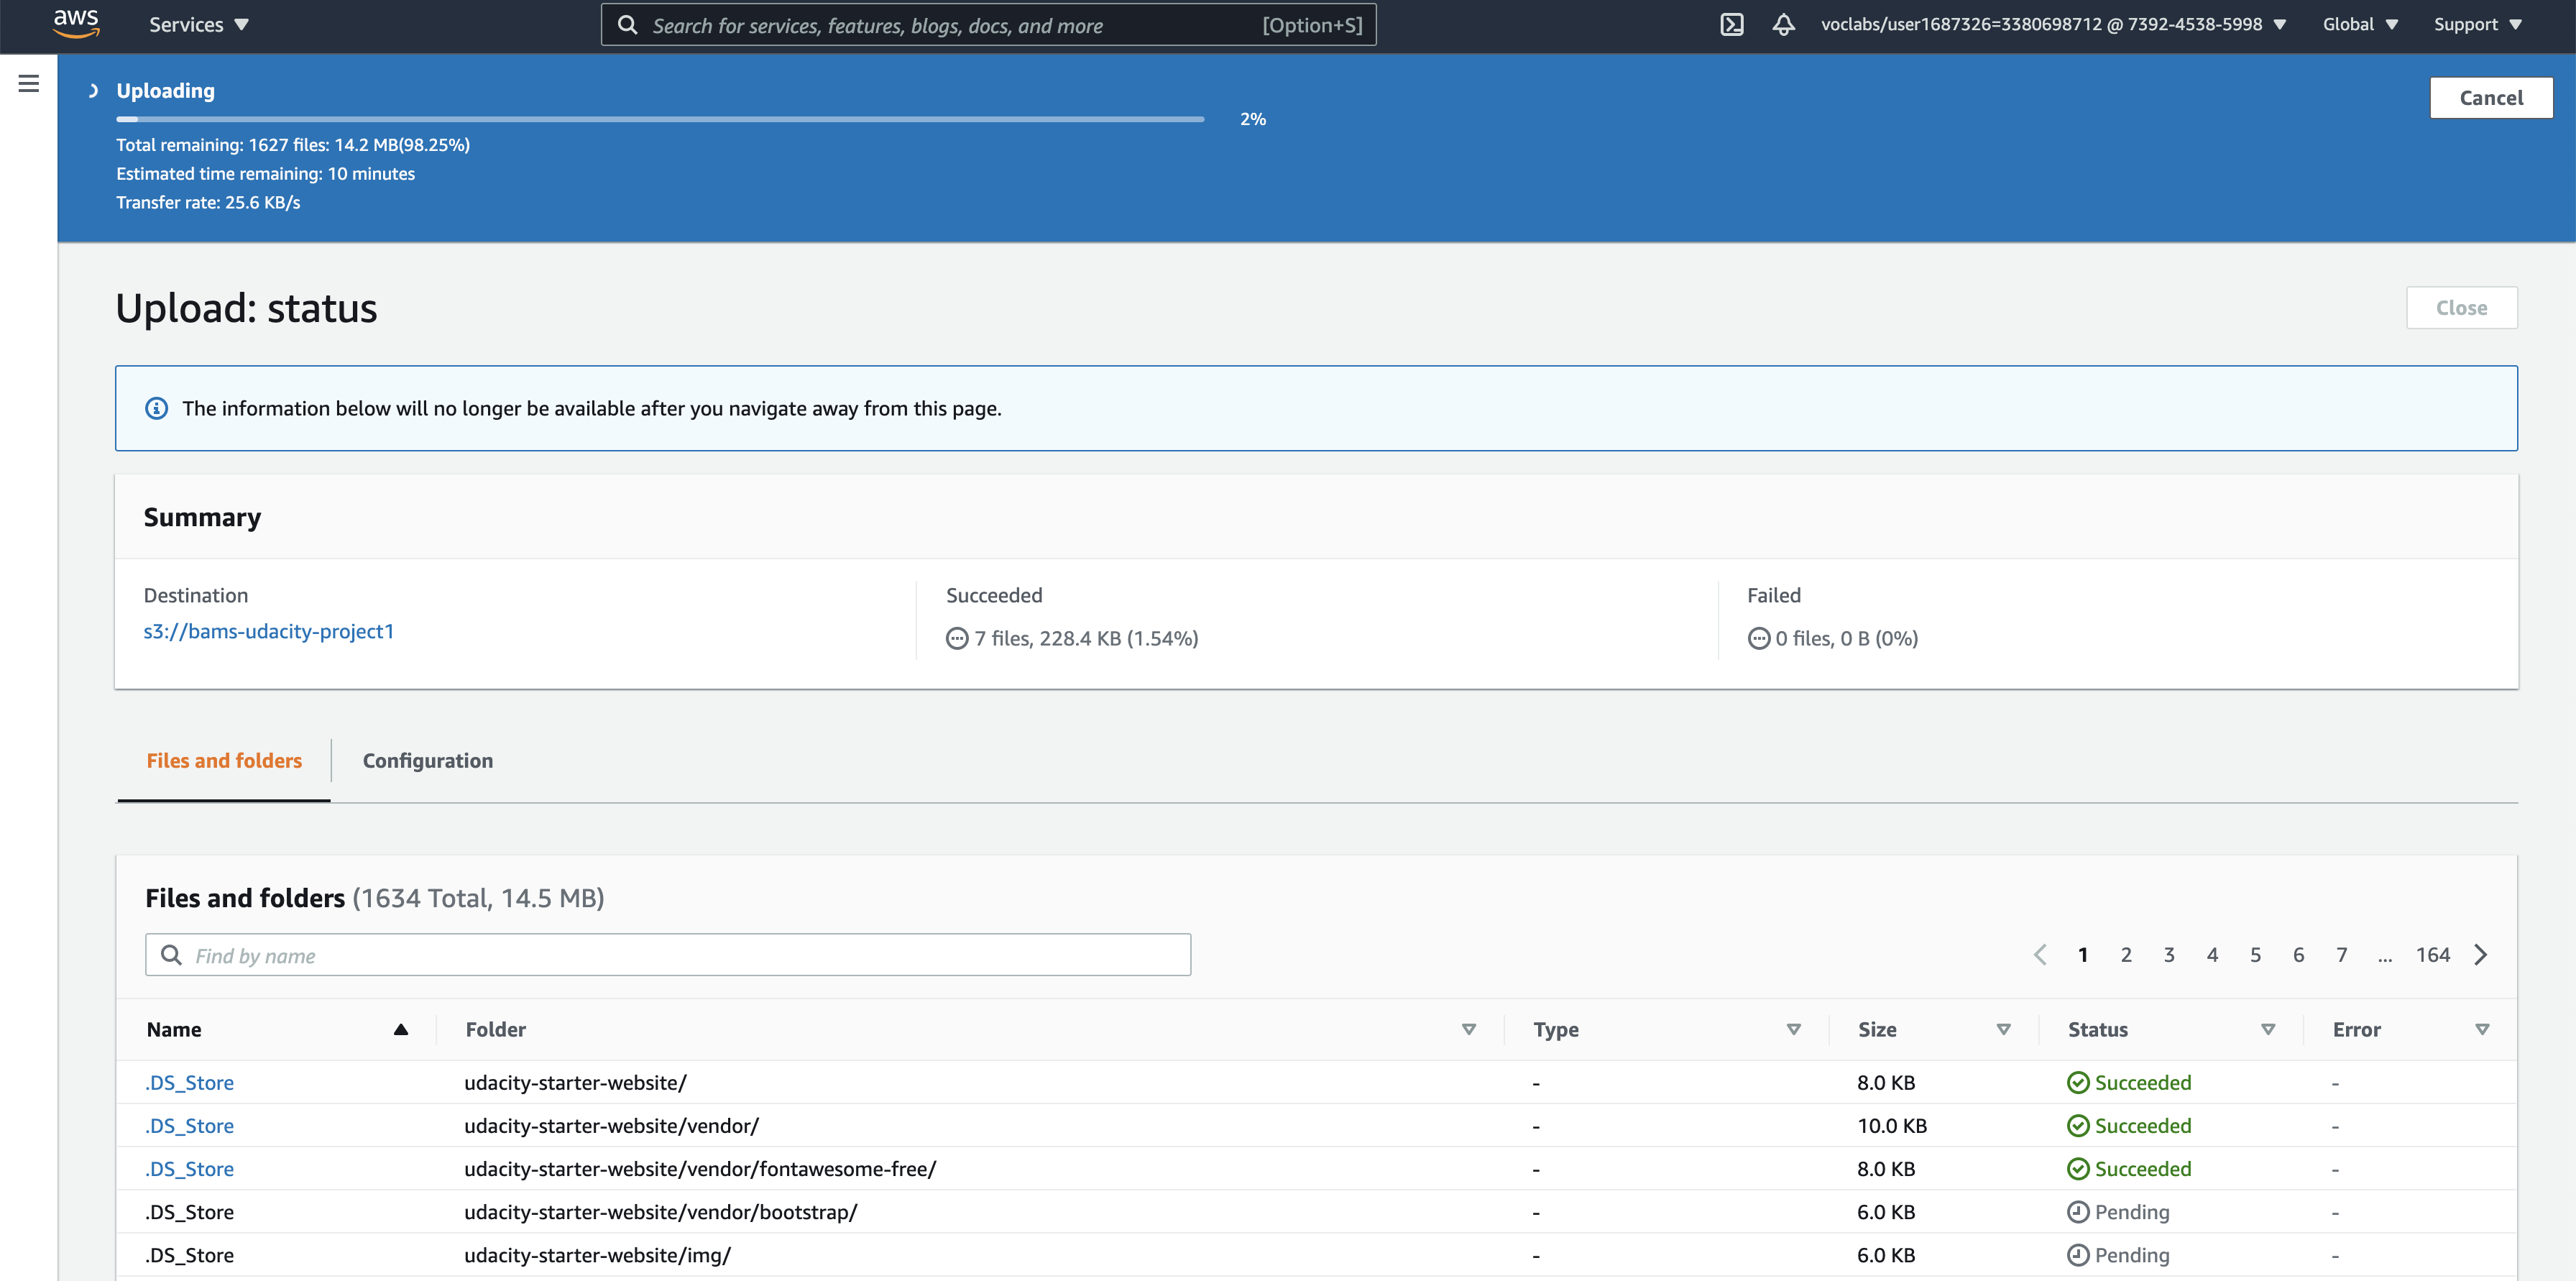 aws Services Search for services, features, blogs, docs, and more [Option+S] voclabs/user1687326=3380698712 @ 7392-4538-5998 Global Support
Uploading Cancel
2%
Total remaining: 1627 files: 14.2 MB(98.25%)
Estimated time remaining: 10 minutes
Transfer rate: 25.6 KB/s
Upload: status Close
The information below will no longer be available after you navigate away from this page.
Summary
Destination Succeeded Failed
s3://bams-udacity-project1 7 files, 228.4 KB (1.54%) 0 files, 0 B (0%)
Files and folders Configuration
Files and folders (1634 Total, 14.5 MB)
Find by name 1 2 3 4 5 6 7 ... 164
Name Folder Type Size Status Error
.DS_Store udacity-starter-website/ - 8.0 KB Succeeded -
.DS_Store udacity-starter-website/vendor/ - 10.0 KB Succeeded -
.DS_Store udacity-starter-website/vendor/fontawesome-free/ - 8.0 KB Succeeded -
.DS_Store udacity-starter-website/vendor/bootstrap/ - 6.0 KB Pending -
.DS_Store udacity-starter-website/img/ - 6.0 KB Pending -